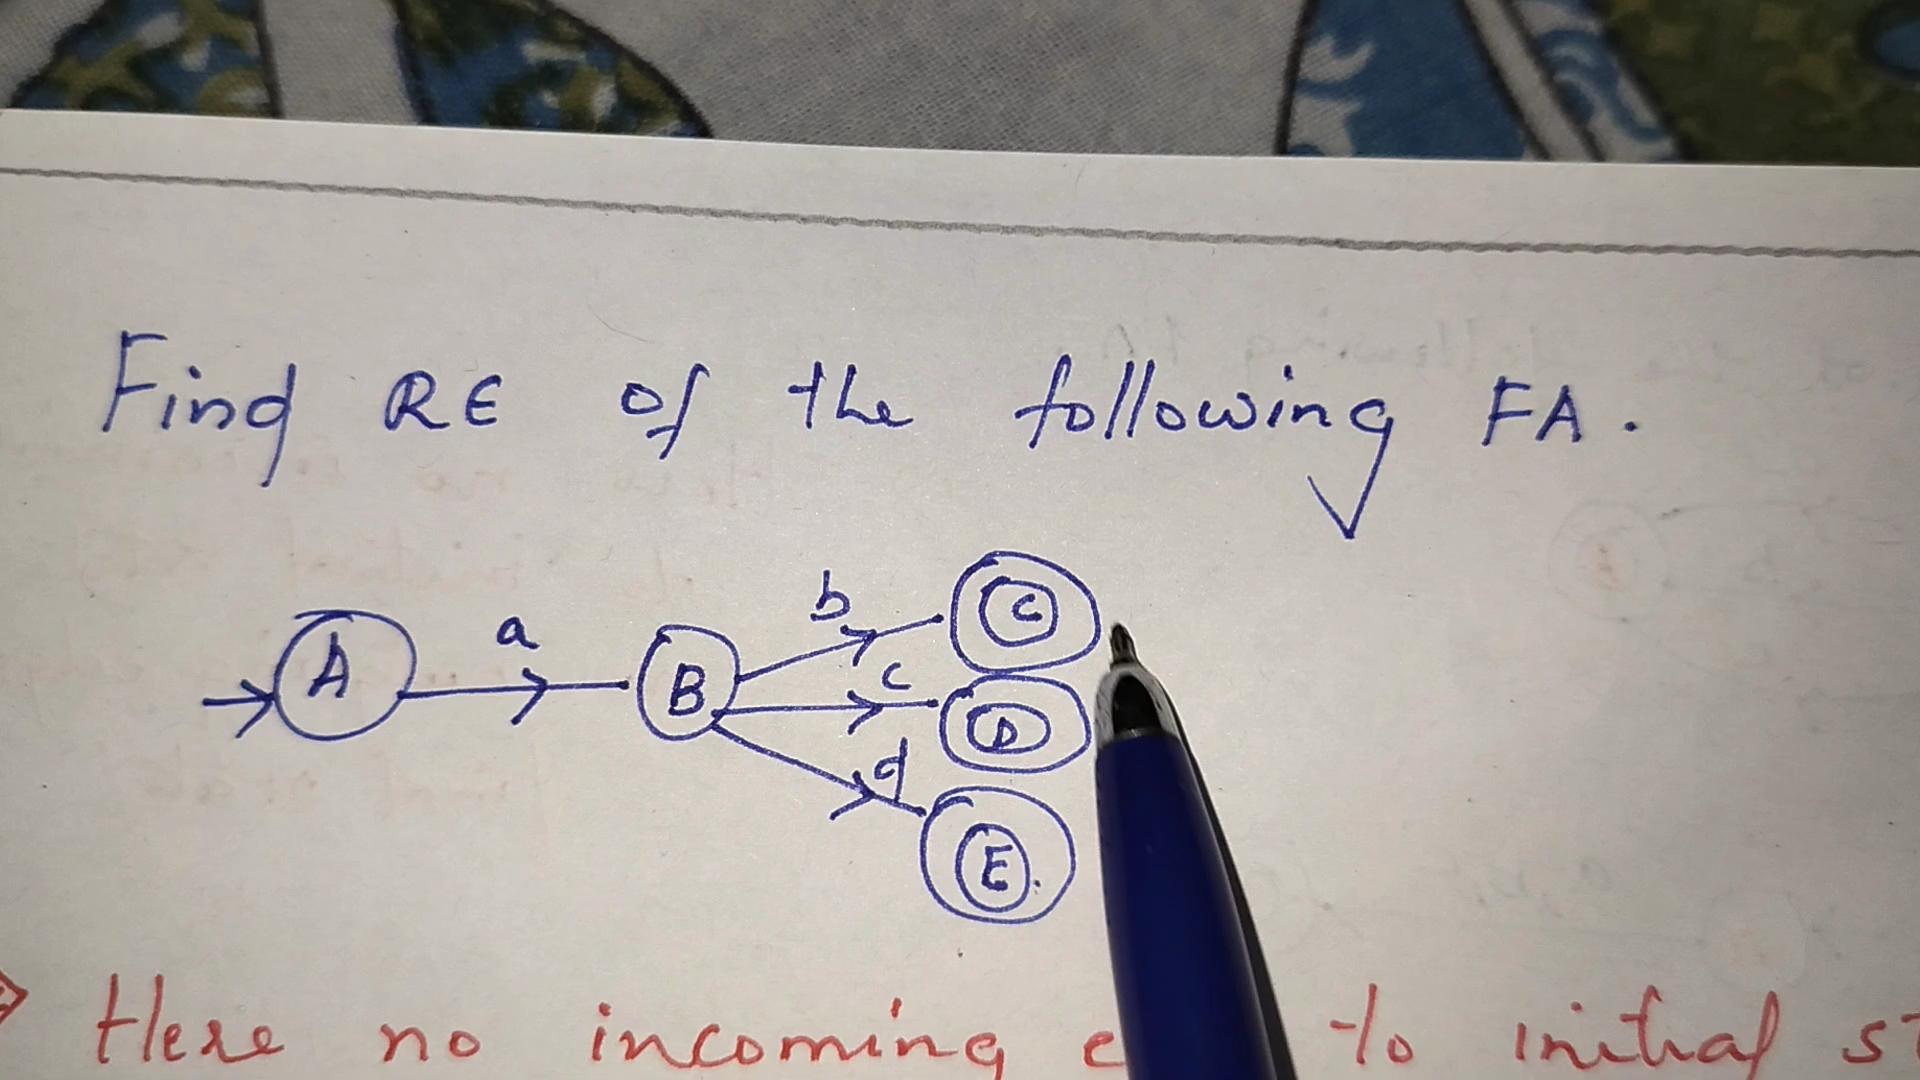 Find RE of the following FA.
A a B b C
c D
d E
Here no incoming to initial